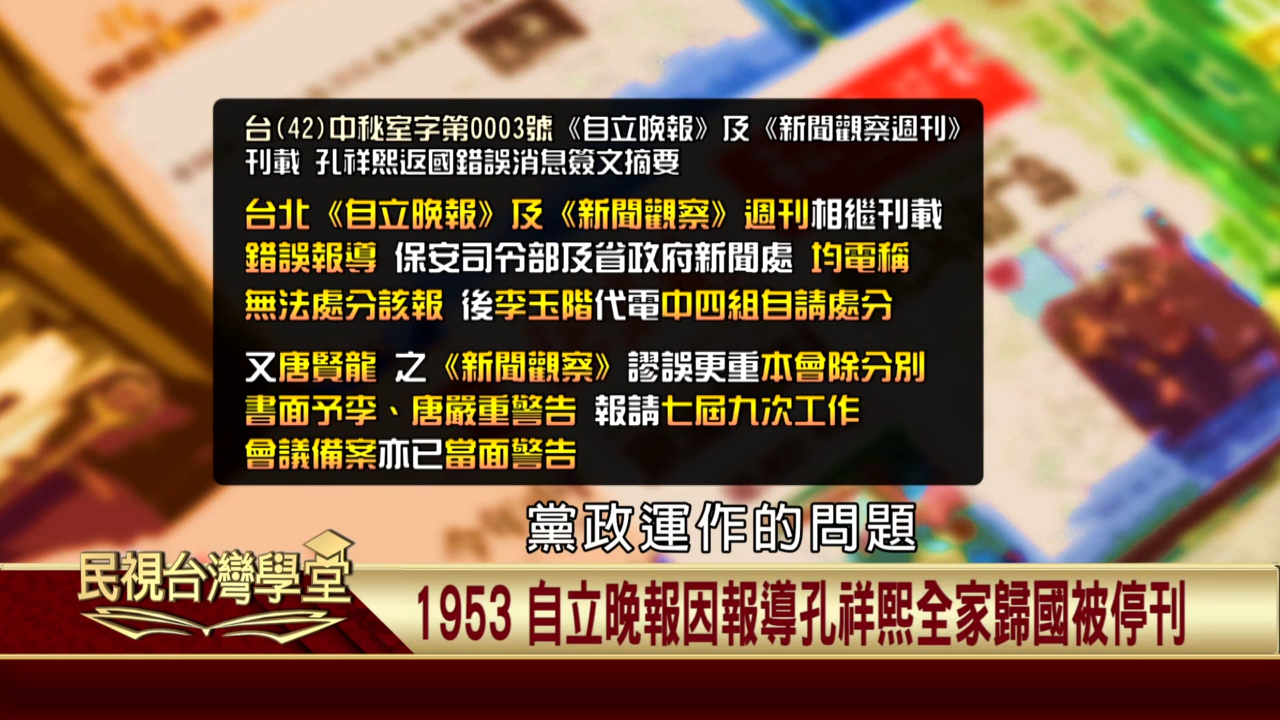 台(42)中秘室字第0003號《自立晚報》及《新聞觀察週刊》
刊載 孔祥熙返國錯誤消息簽文摘要
台北《自立晚報》及《新聞觀察》週刊相繼刊載
錯誤報導 保安司令部及省政府新聞處 均電稱
無法處分該報 後李玉階代電中四組自請處分
又唐賢龍 之《新聞觀察》謬誤更重本會除分別
書面予李、唐嚴重警告 報請七屆九次工作
會議備案亦已當面警告
黨政運作的問題
民視台灣學堂
1953 自立晚報因報導孔祥熙全家歸國被停刊